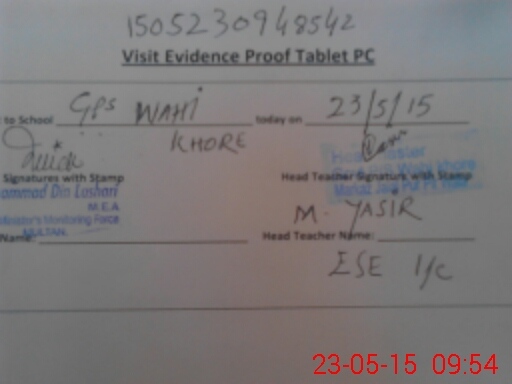 1505230948542
Visit Evidence Proof Tablet PC
t to School GPS WAHI today on 23/5/15
KHORE
Signatures with Stamp Head Teacher Signature with Stamp
ammad Din Lashari
M.E.A
Minister's Monitoring Force
MULTAN.
M. YASIR
Name: Head Teacher Name:
ESE I/C
23-05-15 09:54